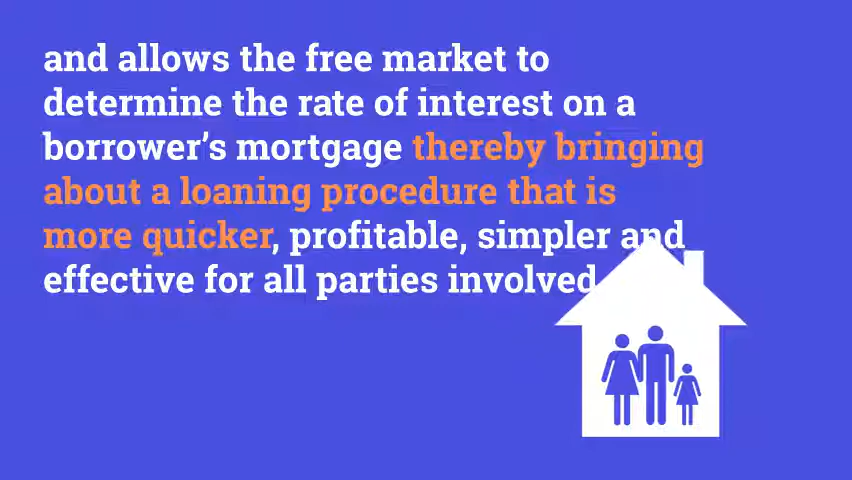 and allows the free market to
determine the rate of interest on a
borrower’s mortgage thereby bringing
about a loaning procedure that is
more quicker, profitable, simpler and
effective for all parties involved